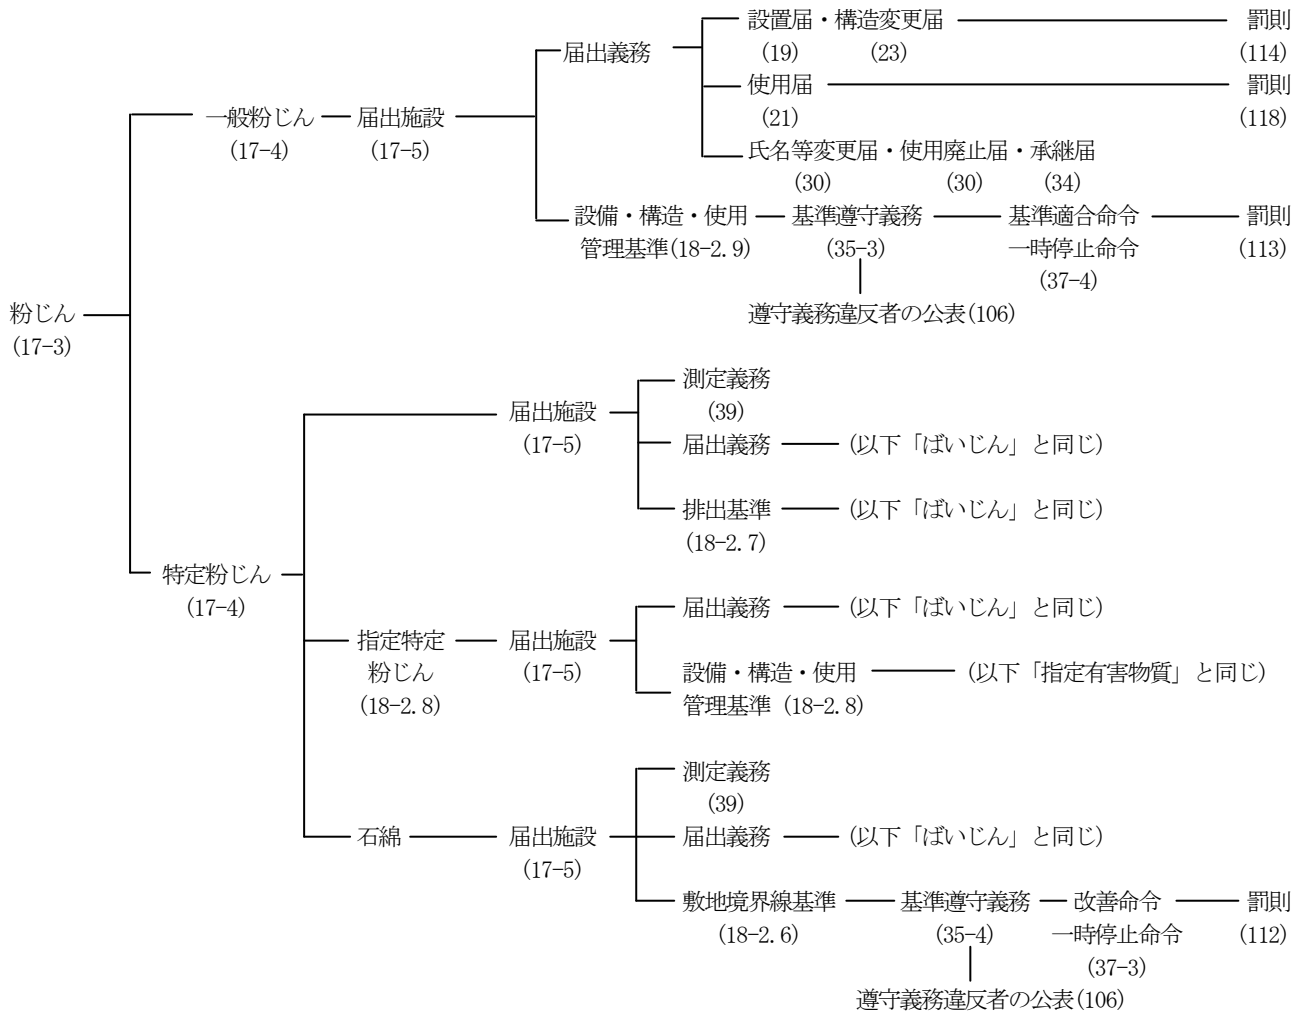 設置届・構造変更届 罰則
(19) (23) (114)
届出義務
使用届 罰則
(21) (118)
一般粉じん 届出施設
(17-4) (17-5)
氏名等変更届・使用廃止届・承継届
(30) (30) (34)
設備・構造・使用 基準遵守義務 基準適合命令 罰則
管理基準(18-2.9) (35-3) 一時停止命令 (113)
(37-4)
粉じん 遵守義務違反者の公表(106)
(17-3)
測定義務
届出施設 (39)
(17-5) 届出義務 (以下「ばいじん」と同じ)
排出基準 (以下「ばいじん」と同じ)
(18-2.7)
特定粉じん
(17-4)
届出義務 (以下「ばいじん」と同じ)
指定特定 届出施設
粉じん (17-5) 設備・構造・使用 (以下「指定有害物質」と同じ)
(18-2.8) 管理基準 (18-2.8)
測定義務
(39)
石綿 届出施設 届出義務 (以下「ばいじん」と同じ)
(17-5)
敷地境界線基準 基準遵守義務 改善命令 罰則
(18-2.6) (35-4) 一時停止命令 (112)
(37-3)
遵守義務違反者の公表(106)